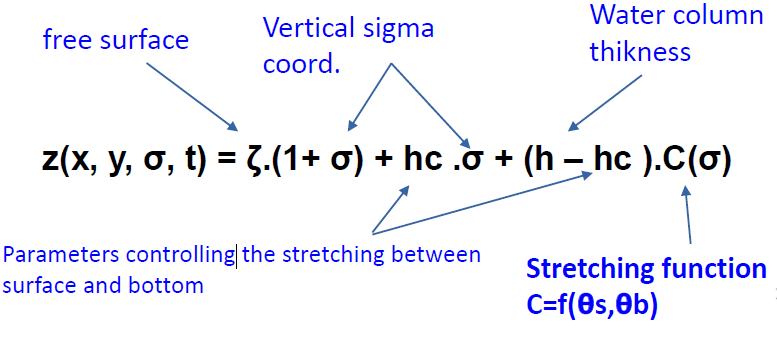 free surface
Vertical sigma
coord.
Water column
thikness
z(x, y, σ, t) = ζ.(1+ σ) + hc .σ + (h – hc ).C(σ)
Parameters controlling the stretching between
surface and bottom
Stretching function
C=f(θs,θb)